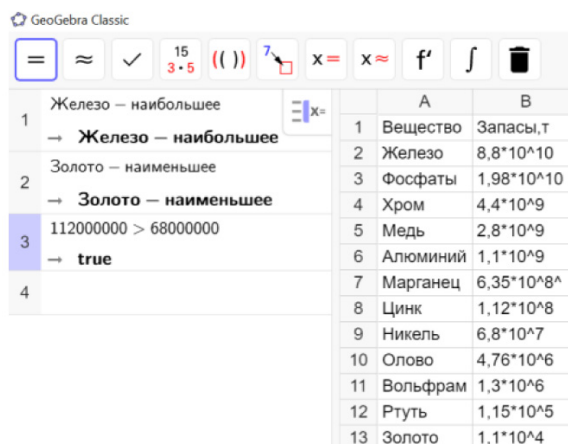 GeoGebra Classic
= ≈ ✓ 15 3•5 (( )) 7 x= x≈ f' ∫
1 Железо – наибольшее
→ Железо – наибольшее
x=
2 Золото – наименьшее
→ Золото – наименьшее
3 112000000 > 68000000
→ true
4
A B
1 Вещество Запасы,т
2 Железо 8,8*10^10
3 Фосфаты 1,98*10^10
4 Хром 4,4*10^9
5 Медь 2,8*10^9
6 Алюминий 1,1*10^9
7 Марганец 6,35*10^8^
8 Цинк 1,12*10^8
9 Никель 6,8*10^7
10 Олово 4,76*10^6
11 Вольфрам 1,3*10^6
12 Ртуть 1,15*10^5
13 Золото 1,1*10^4